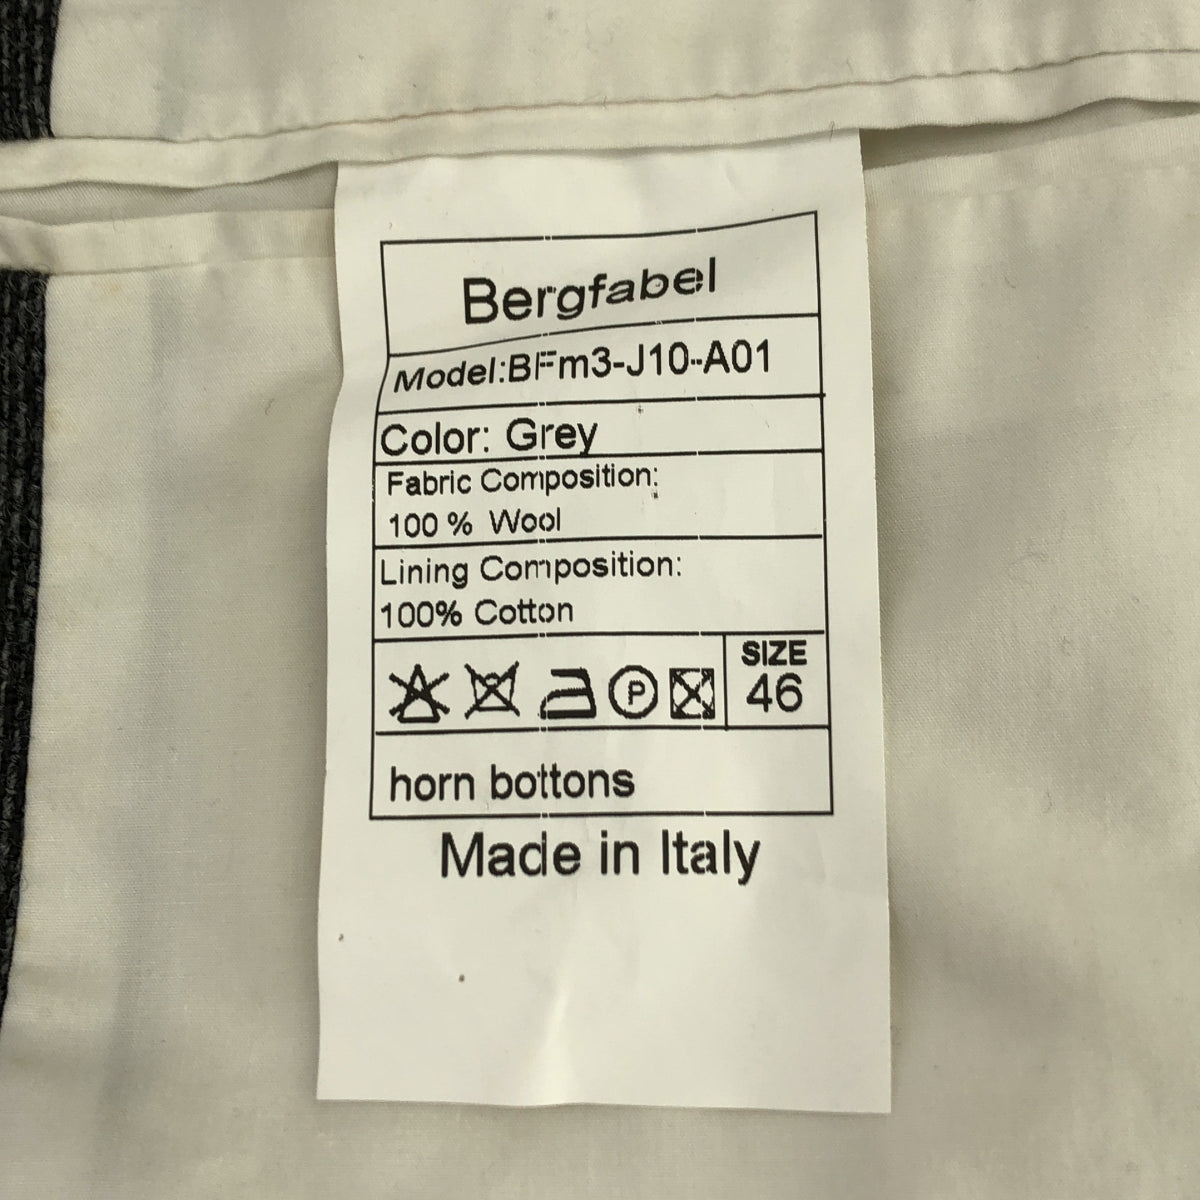 Bergfabel
Model:BFm3-J10-A01
Color: Grey
Fabric Composition:
100 % Wool
Lining Composition:
100% Cotton
P
SIZE
46
horn bottons
Made in Italy